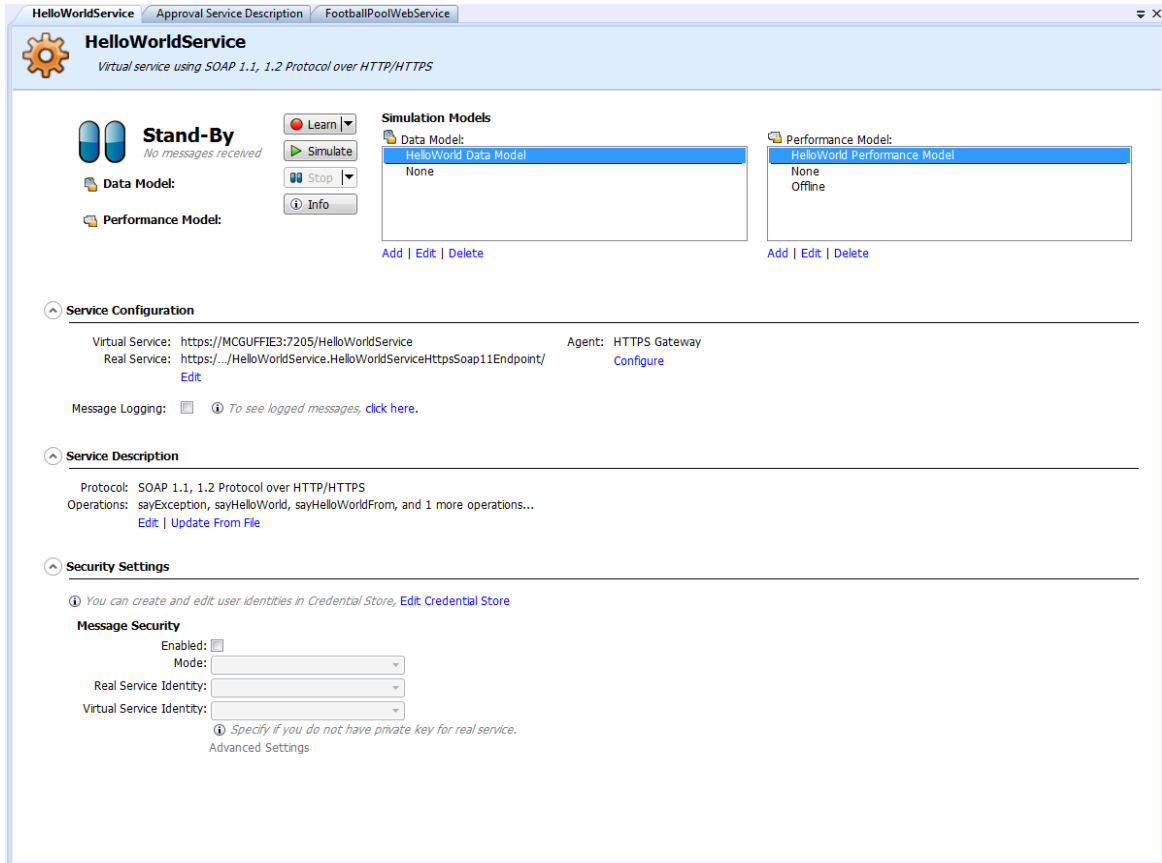 HelloWorldService
Approval Service Description
FootballPoolWebService
HelloWorldService
Virtual service using SOAP 1.1, 1.2 Protocol over HTTP/HTTPS
Stand-By
No messages received
Data Model:
Performance Model:
Learn
Simulate
Stop
Info
Simulation Models
Data Model:
HelloWorld Data Model
None
Add | Edit | Delete
Performance Model:
HelloWorld Performance Model
None
Offline
Add | Edit | Delete
Service Configuration
Virtual Service: https://MCGUFFIE3:7205/HelloWorldService
Real Service: https:/.../HelloWorldService.HelloWorldServiceHttpsSoap11Endpoint/
Edit
Agent: HTTPS Gateway
Configure
Message Logging: To see logged messages, click here.
Service Description
Protocol: SOAP 1.1, 1.2 Protocol over HTTP/HTTPS
Operations: sayException, sayHelloWorld, sayHelloWorldFrom, and 1 more operations...
Edit | Update From File
Security Settings
You can create and edit user identities in Credential Store, Edit Credential Store
Message Security
Enabled:
Mode:
Real Service Identity:
Virtual Service Identity:
Specify if you do not have private key for real service.
Advanced Settings